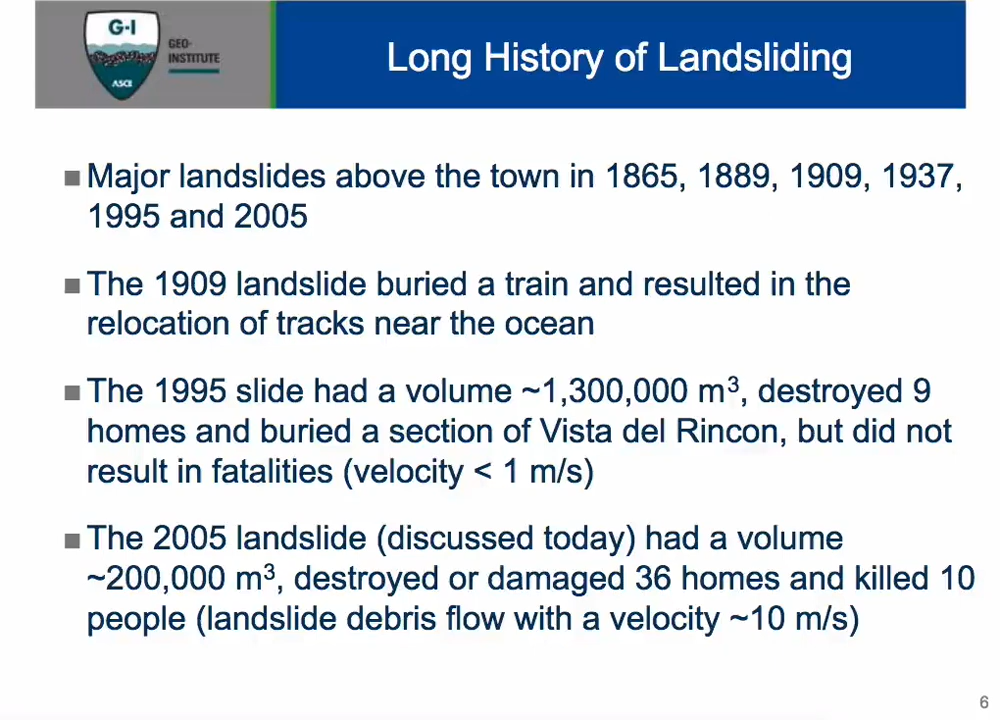 G-I
GEO-
INSTITUTE
ASCE
Long History of Landsliding
Major landslides above the town in 1865, 1889, 1909, 1937,
1995 and 2005
The 1909 landslide buried a train and resulted in the
relocation of tracks near the ocean
The 1995 slide had a volume ~1,300,000 m³, destroyed 9
homes and buried a section of Vista del Rincon, but did not
result in fatalities (velocity < 1 m/s)
The 2005 landslide (discussed today) had a volume
~200,000 m³, destroyed or damaged 36 homes and killed 10
people (landslide debris flow with a velocity ~10 m/s)
6